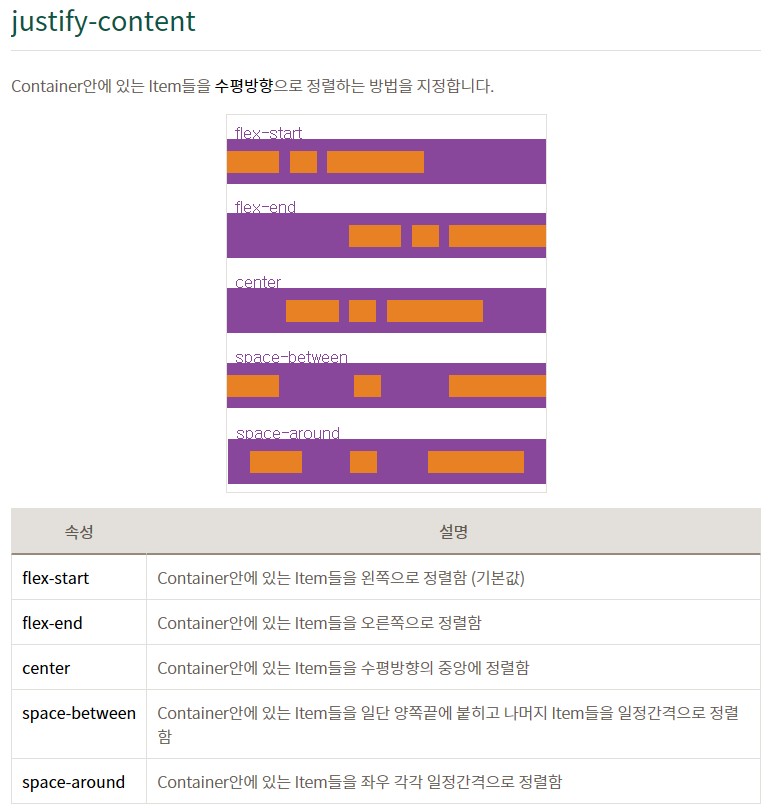 justify-content
Container안에 있는 Item들을 수평방향으로 정렬하는 방법을 지정합니다.
flex-start
flex-end
center
space-between
space-around
속성 설명
flex-start Container안에 있는 Item들을 왼쪽으로 정렬함 (기본값)
flex-end Container안에 있는 Item들을 오른쪽으로 정렬함
center Container안에 있는 Item들을 수평방향의 중앙에 정렬함
space-between Container안에 있는 Item들을 일단 양쪽끝에 붙히고 나머지 Item들을 일정간격으로 정렬
함
space-around Container안에 있는 Item들을 좌우 각각 일정간격으로 정렬함